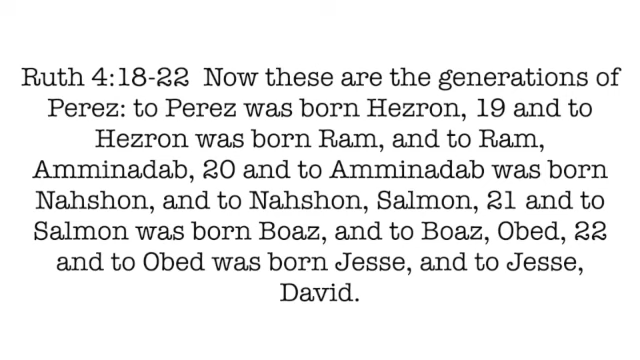 Ruth 4:18-22  Now these are the generations of
Perez: to Perez was born Hezron, 19 and to
Hezron was born Ram, and to Ram,
Amminadab, 20 and to Amminadab was born
Nahshon, and to Nahshon, Salmon, 21 and to
Salmon was born Boaz, and to Boaz, Obed, 22
and to Obed was born Jesse, and to Jesse,
David.